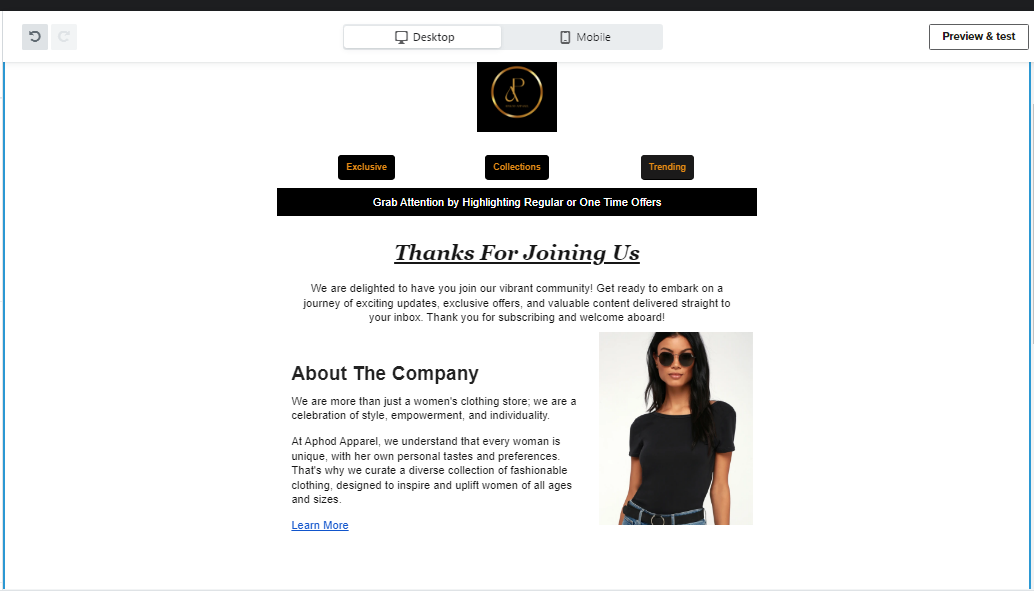 Desktop
Mobile
Preview & test
Exclusive
Collections
Trending
Grab Attention by Highlighting Regular or One Time Offers
Thanks For Joining Us
We are delighted to have you join our vibrant community! Get ready to embark on a
journey of exciting updates, exclusive offers, and valuable content delivered straight to
your inbox. Thank you for subscribing and welcome aboard!
About The Company
We are more than just a women's clothing store; we are a
celebration of style, empowerment, and individuality.
At Aphod Apparel, we understand that every woman is
unique, with her own personal tastes and preferences.
That's why we curate a diverse collection of fashionable
clothing, designed to inspire and uplift women of all ages
and sizes.
Learn More